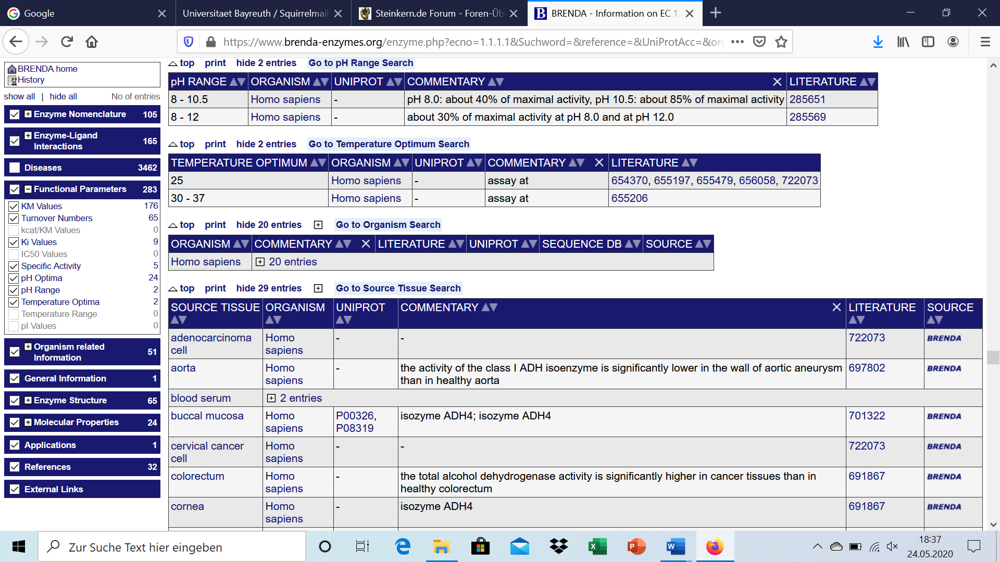 Google
Universitaet Bayreuth / Squirrelmail
Steinkern.de Forum - Foren-Üb
BRENDA - Information on EC 1.
https://www.brenda-enzymes.org/enzyme.php?ecno=1.1.1.1&Suchword=&reference=&UniProtAcc=&org
BRENDA home
History
show all | hide all No of entries
Enzyme Nomenclature 105
Enzyme-Ligand
Interactions 165
Diseases 3462
Functional Parameters 283
KM Values 176
Turnover Numbers 65
kcat/KM Values 0
Ki Values 9
IC50 Values 0
Specific Activity 5
pH Optima 24
pH Range 2
Temperature Optima 2
Temperature Range 0
pI Values 0
Organism related
Information 51
General Information 1
Enzyme Structure 65
Molecular Properties 24
Applications 1
References 32
External Links
top print hide 2 entries Go to pH Range Search
pH RANGE ORGANISM UNIPROT COMMENTARY LITERATURE
8 - 10.5 Homo sapiens - pH 8.0: about 40% of maximal activity, pH 10.5: about 85% of maximal activity 285651
8 - 12 Homo sapiens - about 30% of maximal activity at pH 8.0 and at pH 12.0 285569
top print hide 2 entries Go to Temperature Optimum Search
TEMPERATURE OPTIMUM ORGANISM UNIPROT COMMENTARY LITERATURE
25 Homo sapiens - assay at 654370, 655197, 655479, 656058, 722073
30 - 37 Homo sapiens - assay at 655206
top print hide 20 entries Go to Organism Search
ORGANISM COMMENTARY LITERATURE UNIPROT SEQUENCE DB SOURCE
Homo sapiens 20 entries
top print hide 29 entries Go to Source Tissue Search
SOURCE TISSUE ORGANISM UNIPROT COMMENTARY LITERATURE SOURCE
adenocarcinoma Homo - - 722073 BRENDA
cell sapiens
aorta Homo - the activity of the class I ADH isoenzyme is significantly lower in the wall of aortic aneurysm 697802 BRENDA
sapiens than in healthy aorta
blood serum 2 entries
buccal mucosa Homo P00326, isozyme ADH4; isozyme ADH4 701322 BRENDA
sapiens P08319
cervical cancer Homo - - 722073 BRENDA
cell sapiens
colorectum Homo - the total alcohol dehydrogenase activity is significantly higher in cancer tissues than in 691867 BRENDA
sapiens healthy colorectum
cornea Homo - isozyme ADH4 691867 BRENDA
sapiens
Zur Suche Text hier eingeben
18:37
24.05.2020